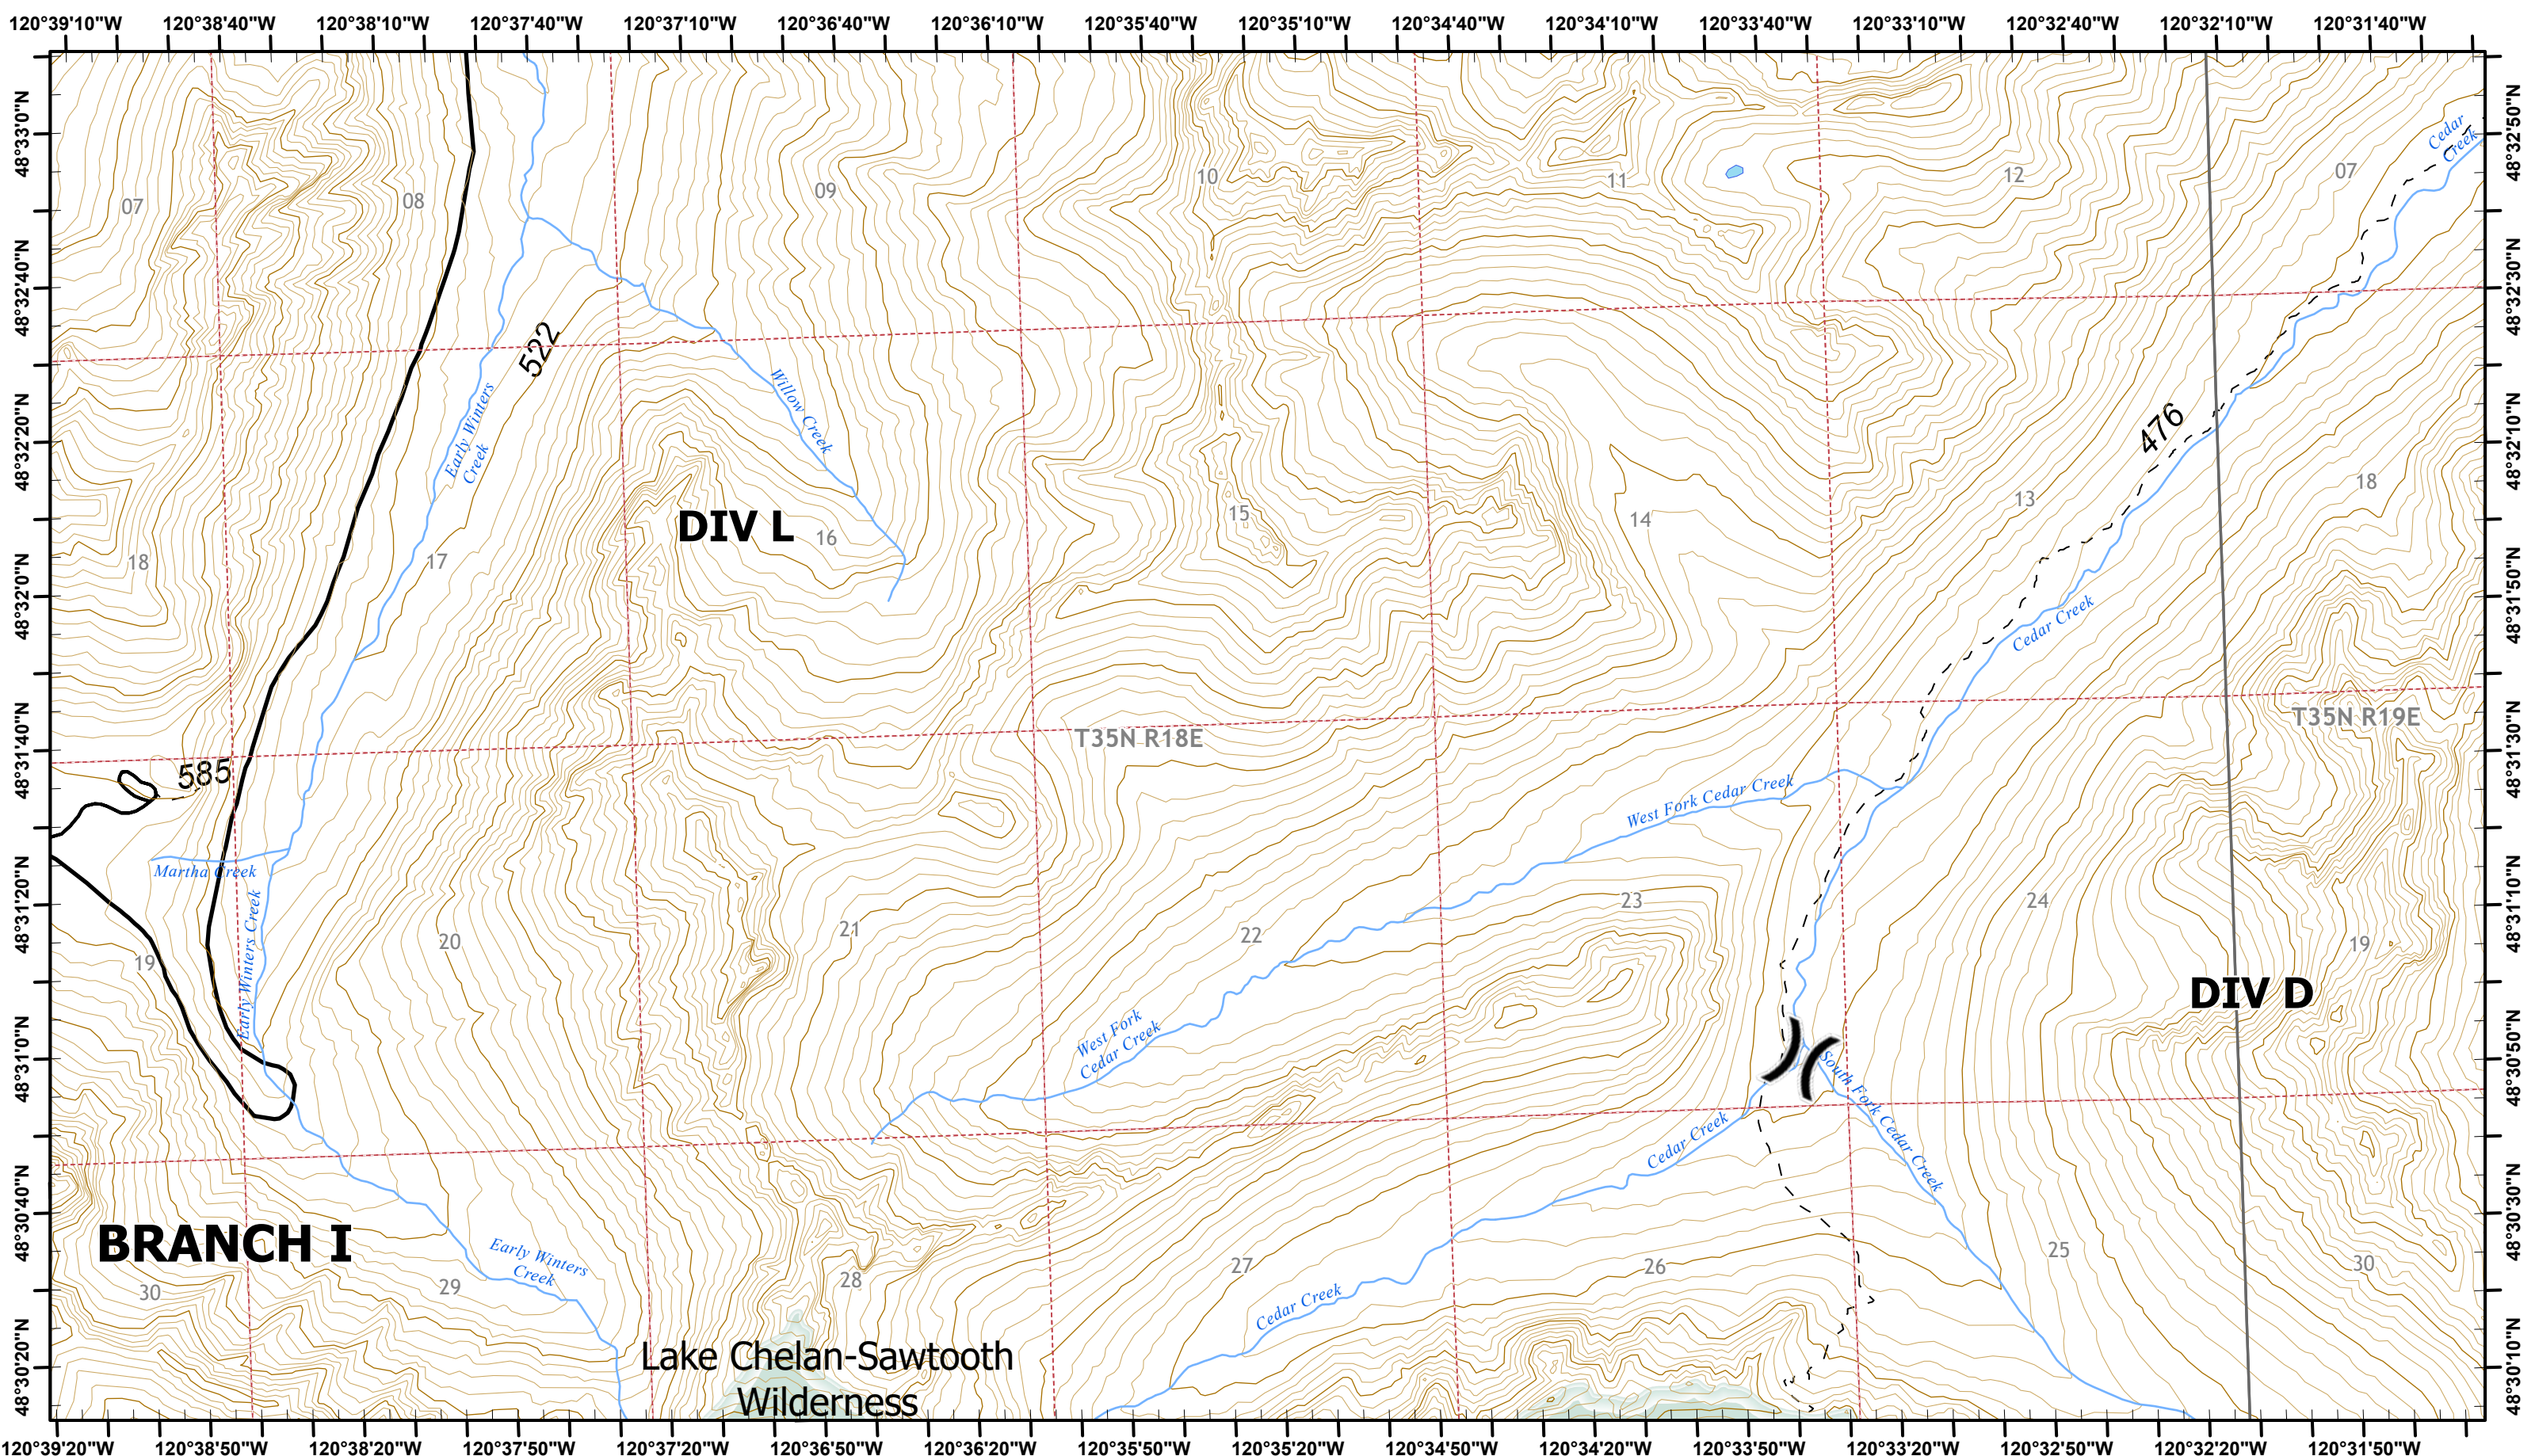 120°39'10"W 120°38'40"W 120°38'10"W 120°37'40"W 120°37'10"W 120°36'40"W 120°36'10"W 120°35'40"W 120°35'10"W 120°34'40"W 120°34'10"W 120°33'40"W 120°33'10"W 120°32'40"W 120°32'10"W 120°31'40"W
48°3'0"N
48°32'40"N
48°32'20"N
48°32'0"N
48°31'40"N
48°31'20"N
48°31'0"N
48°30'40"N
48°30'20"N
07
08
09
10
11
12
07
Cedar
Creek
522
Early Winters
Creek
Willow Creek
476
18
17
DIV L
16
15
14
13
18
Cedar Creek
T35N R18E
T35N R19E
585
West Fork Cedar Creek
Martha Creek
Early Winters Creek
19
20
21
22
23
24
19
DIV D
West Fork
Cedar Creek
South Fork Cedar Creek
Cedar Creek
BRANCH I
Early Winters
Creek
30
29
28
27
26
25
30
Cedar Creek
Lake Chelan-Sawtooth
Wilderness
48°32'50"N
48°32'30"N
48°32'10"N
48°31'50"N
48°31'30"N
48°31'10"N
48°30'50"N
48°30'30"N
48°30'10"N
120°39'20"W 120°38'50"W 120°38'20"W 120°37'50"W 120°37'20"W 120°36'50"W 120°36'20"W 120°35'50"W 120°35'20"W 120°34'50"W 120°34'20"W 120°33'50"W 120°33'20"W 120°32'50"W 120°32'20"W 120°31'50"W